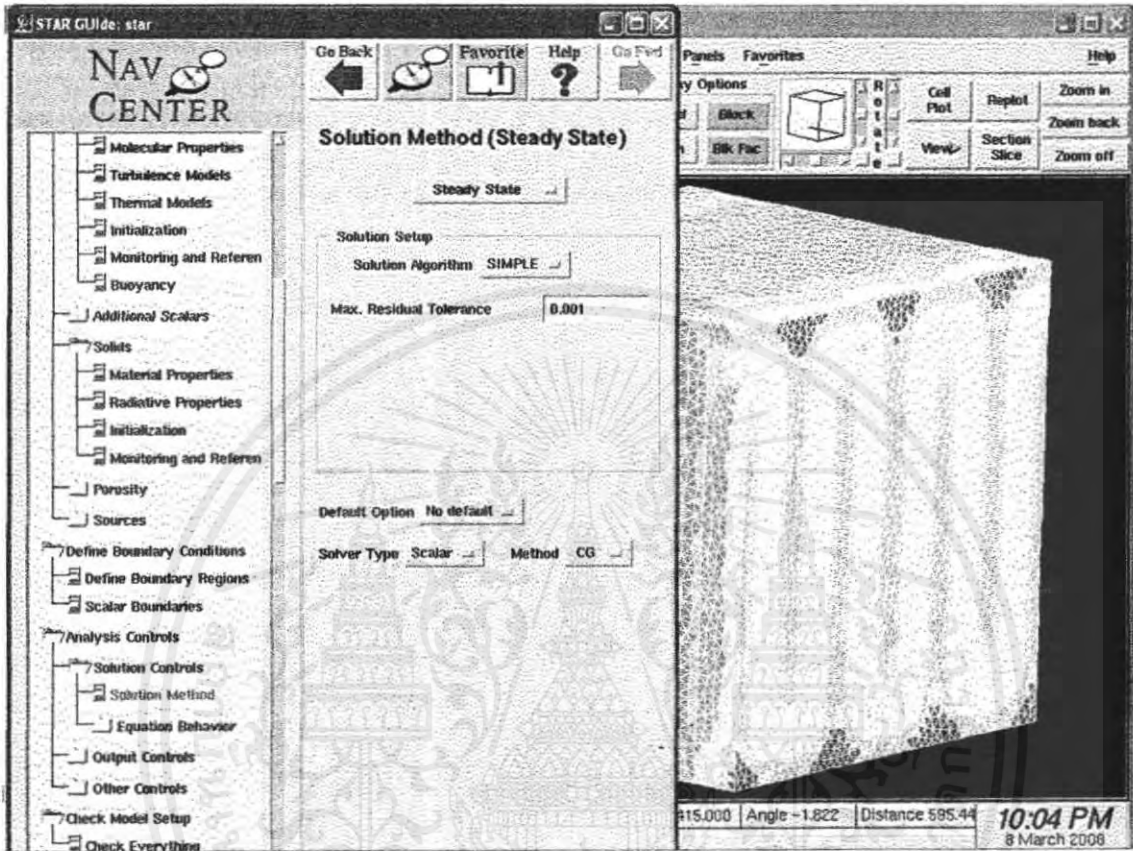 STAR GUIde: star
NAV CENTER
Go Back
Favorite
Help
Go Fwd
Molecular Properties
Turbulence Models
Thermal Models
Initialization
Monitoring and Referen
Buoyancy
Additional Scalars
Solids
Material Properties
Radiative Properties
Initialization
Monitoring and Referen
Porosity
Sources
Define Boundary Conditions
Define Boundary Regions
Scalar Boundaries
Analysis Controls
Solution Controls
Solution Method
Equation Behavior
Output Controls
Other Controls
Check Model Setup
Check Everything
Solution Method (Steady State)
Steady State
Solution Setup
Solution Algorithm SIMPLE
Max. Residual Tolerance 0.001
Default Option No default
Solver Type Scalar Method CG
Panels Favorites Help
Options
Block
Blk Fac
Rotate
Cell Plot
Replot
Zoom in
Zoom back
View>
Section Slice
Zoom off
415.000 Angle -1.822 Distance 595.44
10:04 PM
8 March 2008